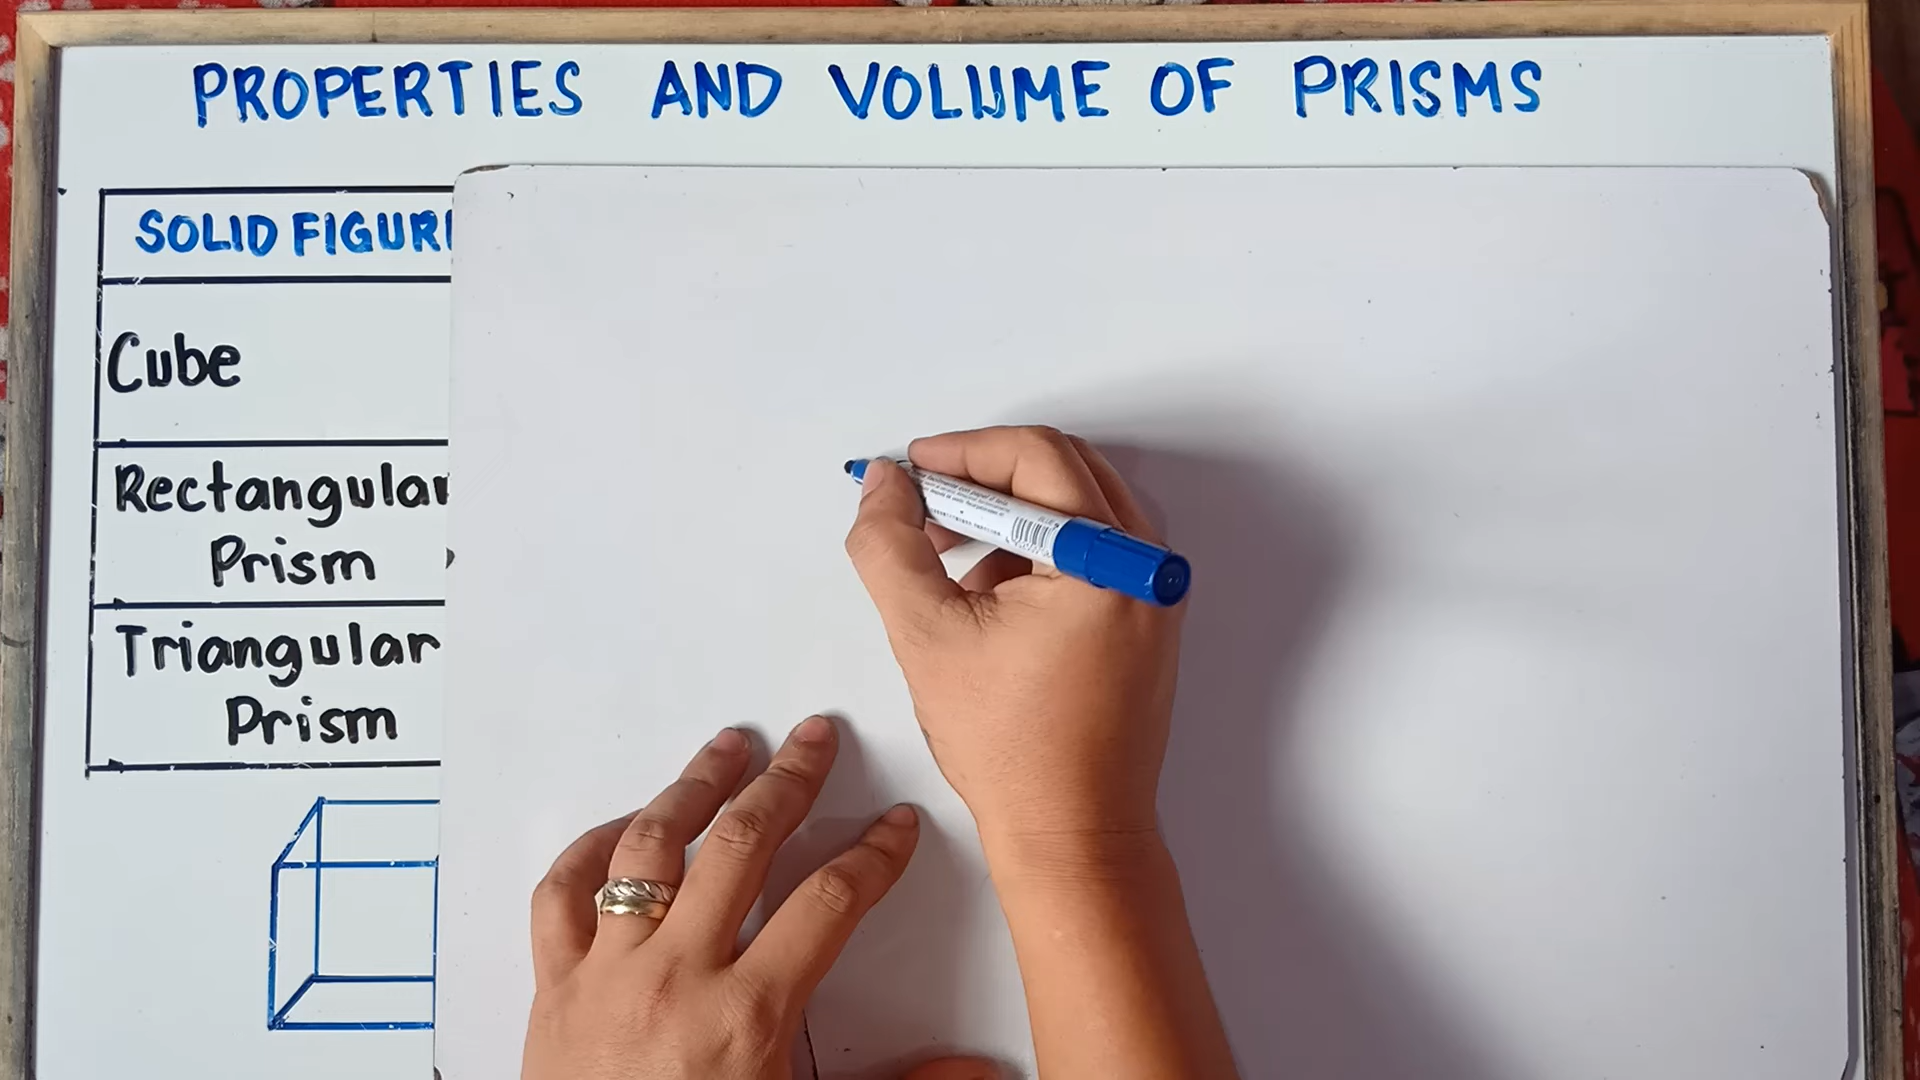 PROPERTIES AND VOLUME OF PRISMS
SOLID FIGUR
Cube
Rectangular
Prism
Triangular
Prism